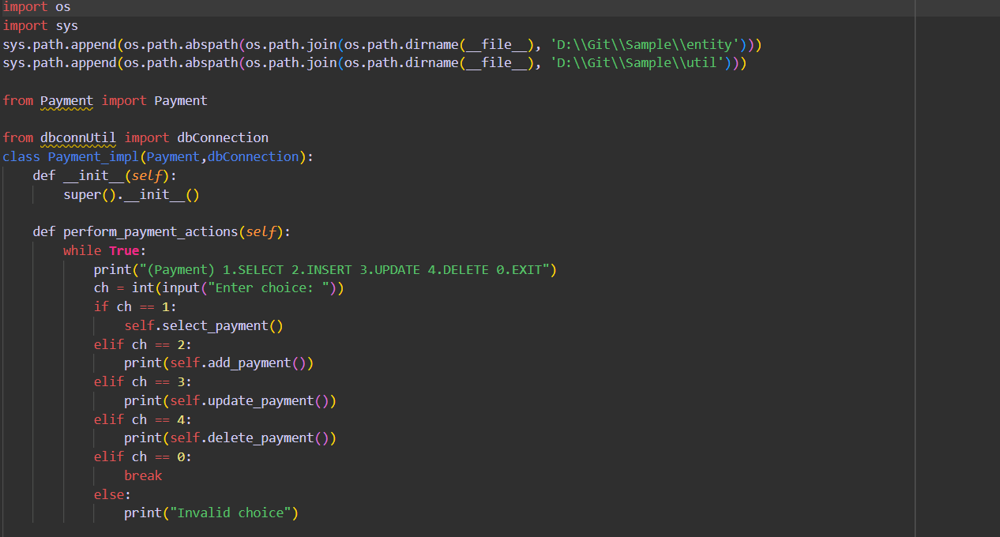 import os
import sys
sys.path.append(os.path.abspath(os.path.join(os.path.dirname(__file__), 'D:\\Git\\Sample\\entity')))
sys.path.append(os.path.abspath(os.path.join(os.path.dirname(__file__), 'D:\\Git\\Sample\\util')))

from Payment import Payment

from dbconnUtil import dbConnection
class Payment_impl(Payment,dbConnection):
    def __init__(self):
        super().__init__()

    def perform_payment_actions(self):
        while True:
            print("(Payment) 1.SELECT 2.INSERT 3.UPDATE 4.DELETE 0.EXIT")
            ch = int(input("Enter choice: "))
            if ch == 1:
                self.select_payment()
            elif ch == 2:
                print(self.add_payment())
            elif ch == 3:
                print(self.update_payment())
            elif ch == 4:
                print(self.delete_payment())
            elif ch == 0:
                break
            else:
                print("Invalid choice")